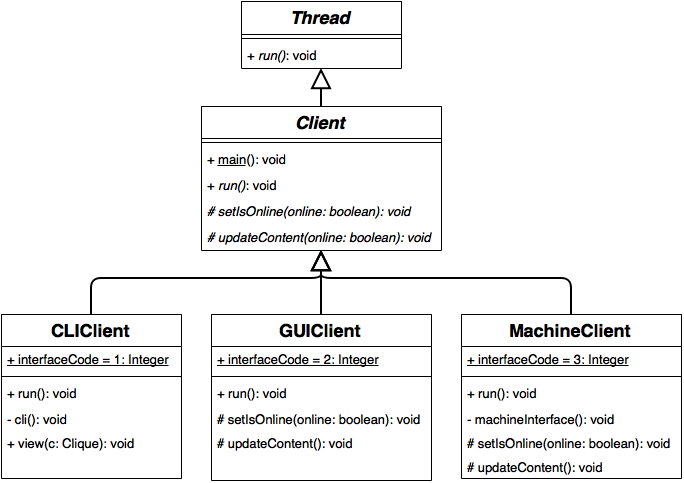 Thread
+ run(): void
Client
+ main(): void
+ run(): void
# setIsOnline(online: boolean): void
# updateContent(online: boolean): void
CLIClient
+ interfaceCode = 1: Integer
+ run(): void
- cli(): void
+ view(c: Clique): void
GUIClient
+ interfaceCode = 2: Integer
+ run(): void
# setIsOnline(online: boolean): void
# updateContent(): void
MachineClient
+ interfaceCode = 3: Integer
+ run(): void
- machineInterface(): void
# setIsOnline(online: boolean): void
# updateContent(): void